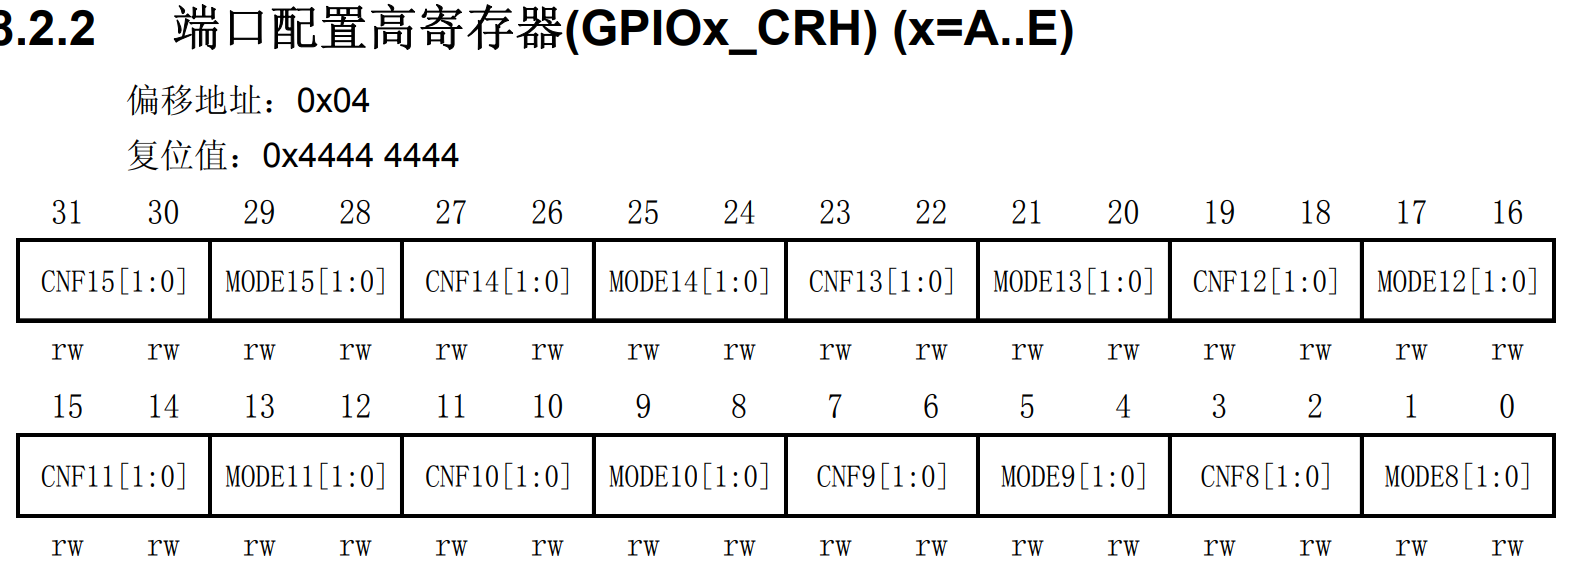 8.2.2 端口配置高寄存器(GPIOx_CRH) (x=A..E)
偏移地址：0x04
复位值：0x4444 4444
31 30 29 28 27 26 25 24 23 22 21 20 19 18 17 16
CNF15[1:0] MODE15[1:0] CNF14[1:0] MODE14[1:0] CNF13[1:0] MODE13[1:0] CNF12[1:0] MODE12[1:0]
rw rw rw rw rw rw rw rw rw rw rw rw rw rw rw rw
15 14 13 12 11 10 9 8 7 6 5 4 3 2 1 0
CNF11[1:0] MODE11[1:0] CNF10[1:0] MODE10[1:0] CNF9[1:0] MODE9[1:0] CNF8[1:0] MODE8[1:0]
rw rw rw rw rw rw rw rw rw rw rw rw rw rw rw rw